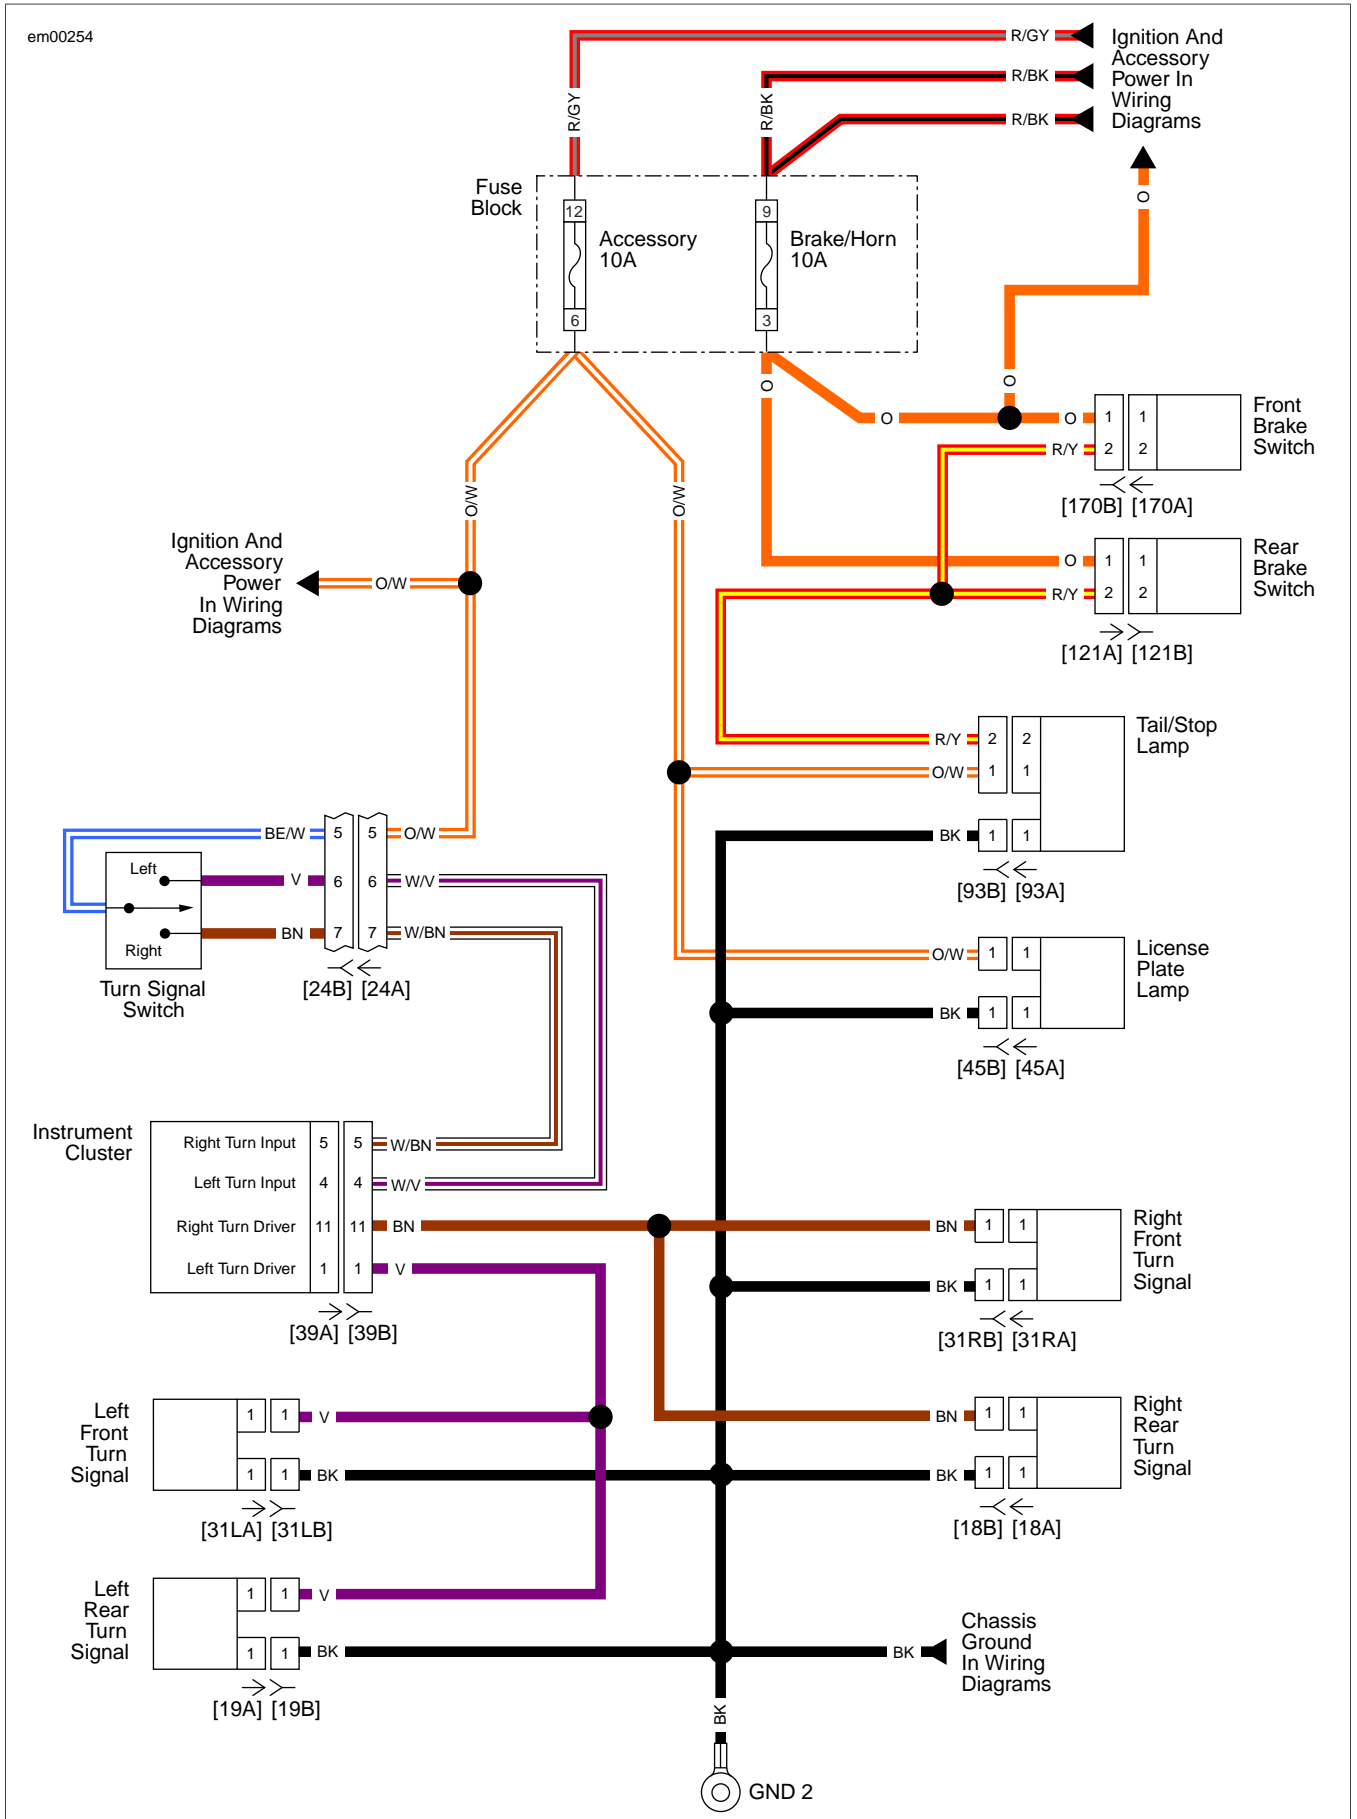 em00254
R/GY
R/BK
R/BK
Ignition And
Accessory
Power In
Wiring
Diagrams
R/GY
R/BK
O
Fuse
Block
12
Accessory
10A
6
9
Brake/Horn
10A
3
O
O
O
O
1 1
R/Y 2 2
Front
Brake
Switch
[170B] [170A]
O/W
O/W
Ignition And
Accessory
Power
In Wiring
Diagrams
O/W
O 1 1
R/Y 2 2
Rear
Brake
Switch
[121A] [121B]
R/Y 2 2
O/W 1 1
BK 1 1
Tail/Stop
Lamp
[93B] [93A]
BE/W 5 5 O/W
Left
V 6 6 W/V
Right
BN 7 7 W/BN
Turn Signal
Switch
[24B] [24A]
O/W 1 1
BK 1 1
License
Plate
Lamp
[45B] [45A]
Instrument
Cluster
Right Turn Input 5 5 W/BN
Left Turn Input 4 4 W/V
Right Turn Driver 11 11 BN
Left Turn Driver 1 1 V
[39A] [39B]
BN 1 1
BK 1 1
Right
Front
Turn
Signal
[31RB] [31RA]
Left
Front
Turn
Signal
1 1 V
1 1 BK
[31LA] [31LB]
BN 1 1
BK 1 1
Right
Rear
Turn
Signal
[18B] [18A]
Left
Rear
Turn
Signal
1 1 V
1 1 BK
[19A] [19B]
BK
Chassis
Ground
In Wiring
Diagrams
BK
GND 2